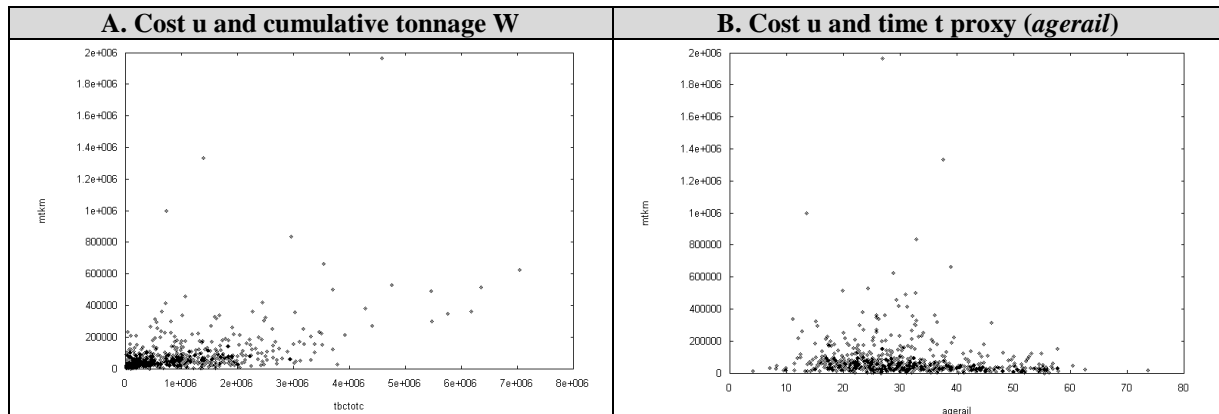 A. Cost u and cumulative tonnage W
B. Cost u and time t proxy (agerail)
2e+006
1.8e+006
1.6e+006
1.4e+006
1.2e+006
1e+006
800000
600000
400000
200000
0
mtkm
0 1e+006 2e+006 3e+006 4e+006 5e+006 6e+006 7e+006 8e+006
tbctotc
2e+006
1.8e+006
1.6e+006
1.4e+006
1.2e+006
1e+006
800000
600000
400000
200000
0
mtkm
0 10 20 30 40 50 60 70 80
agerail